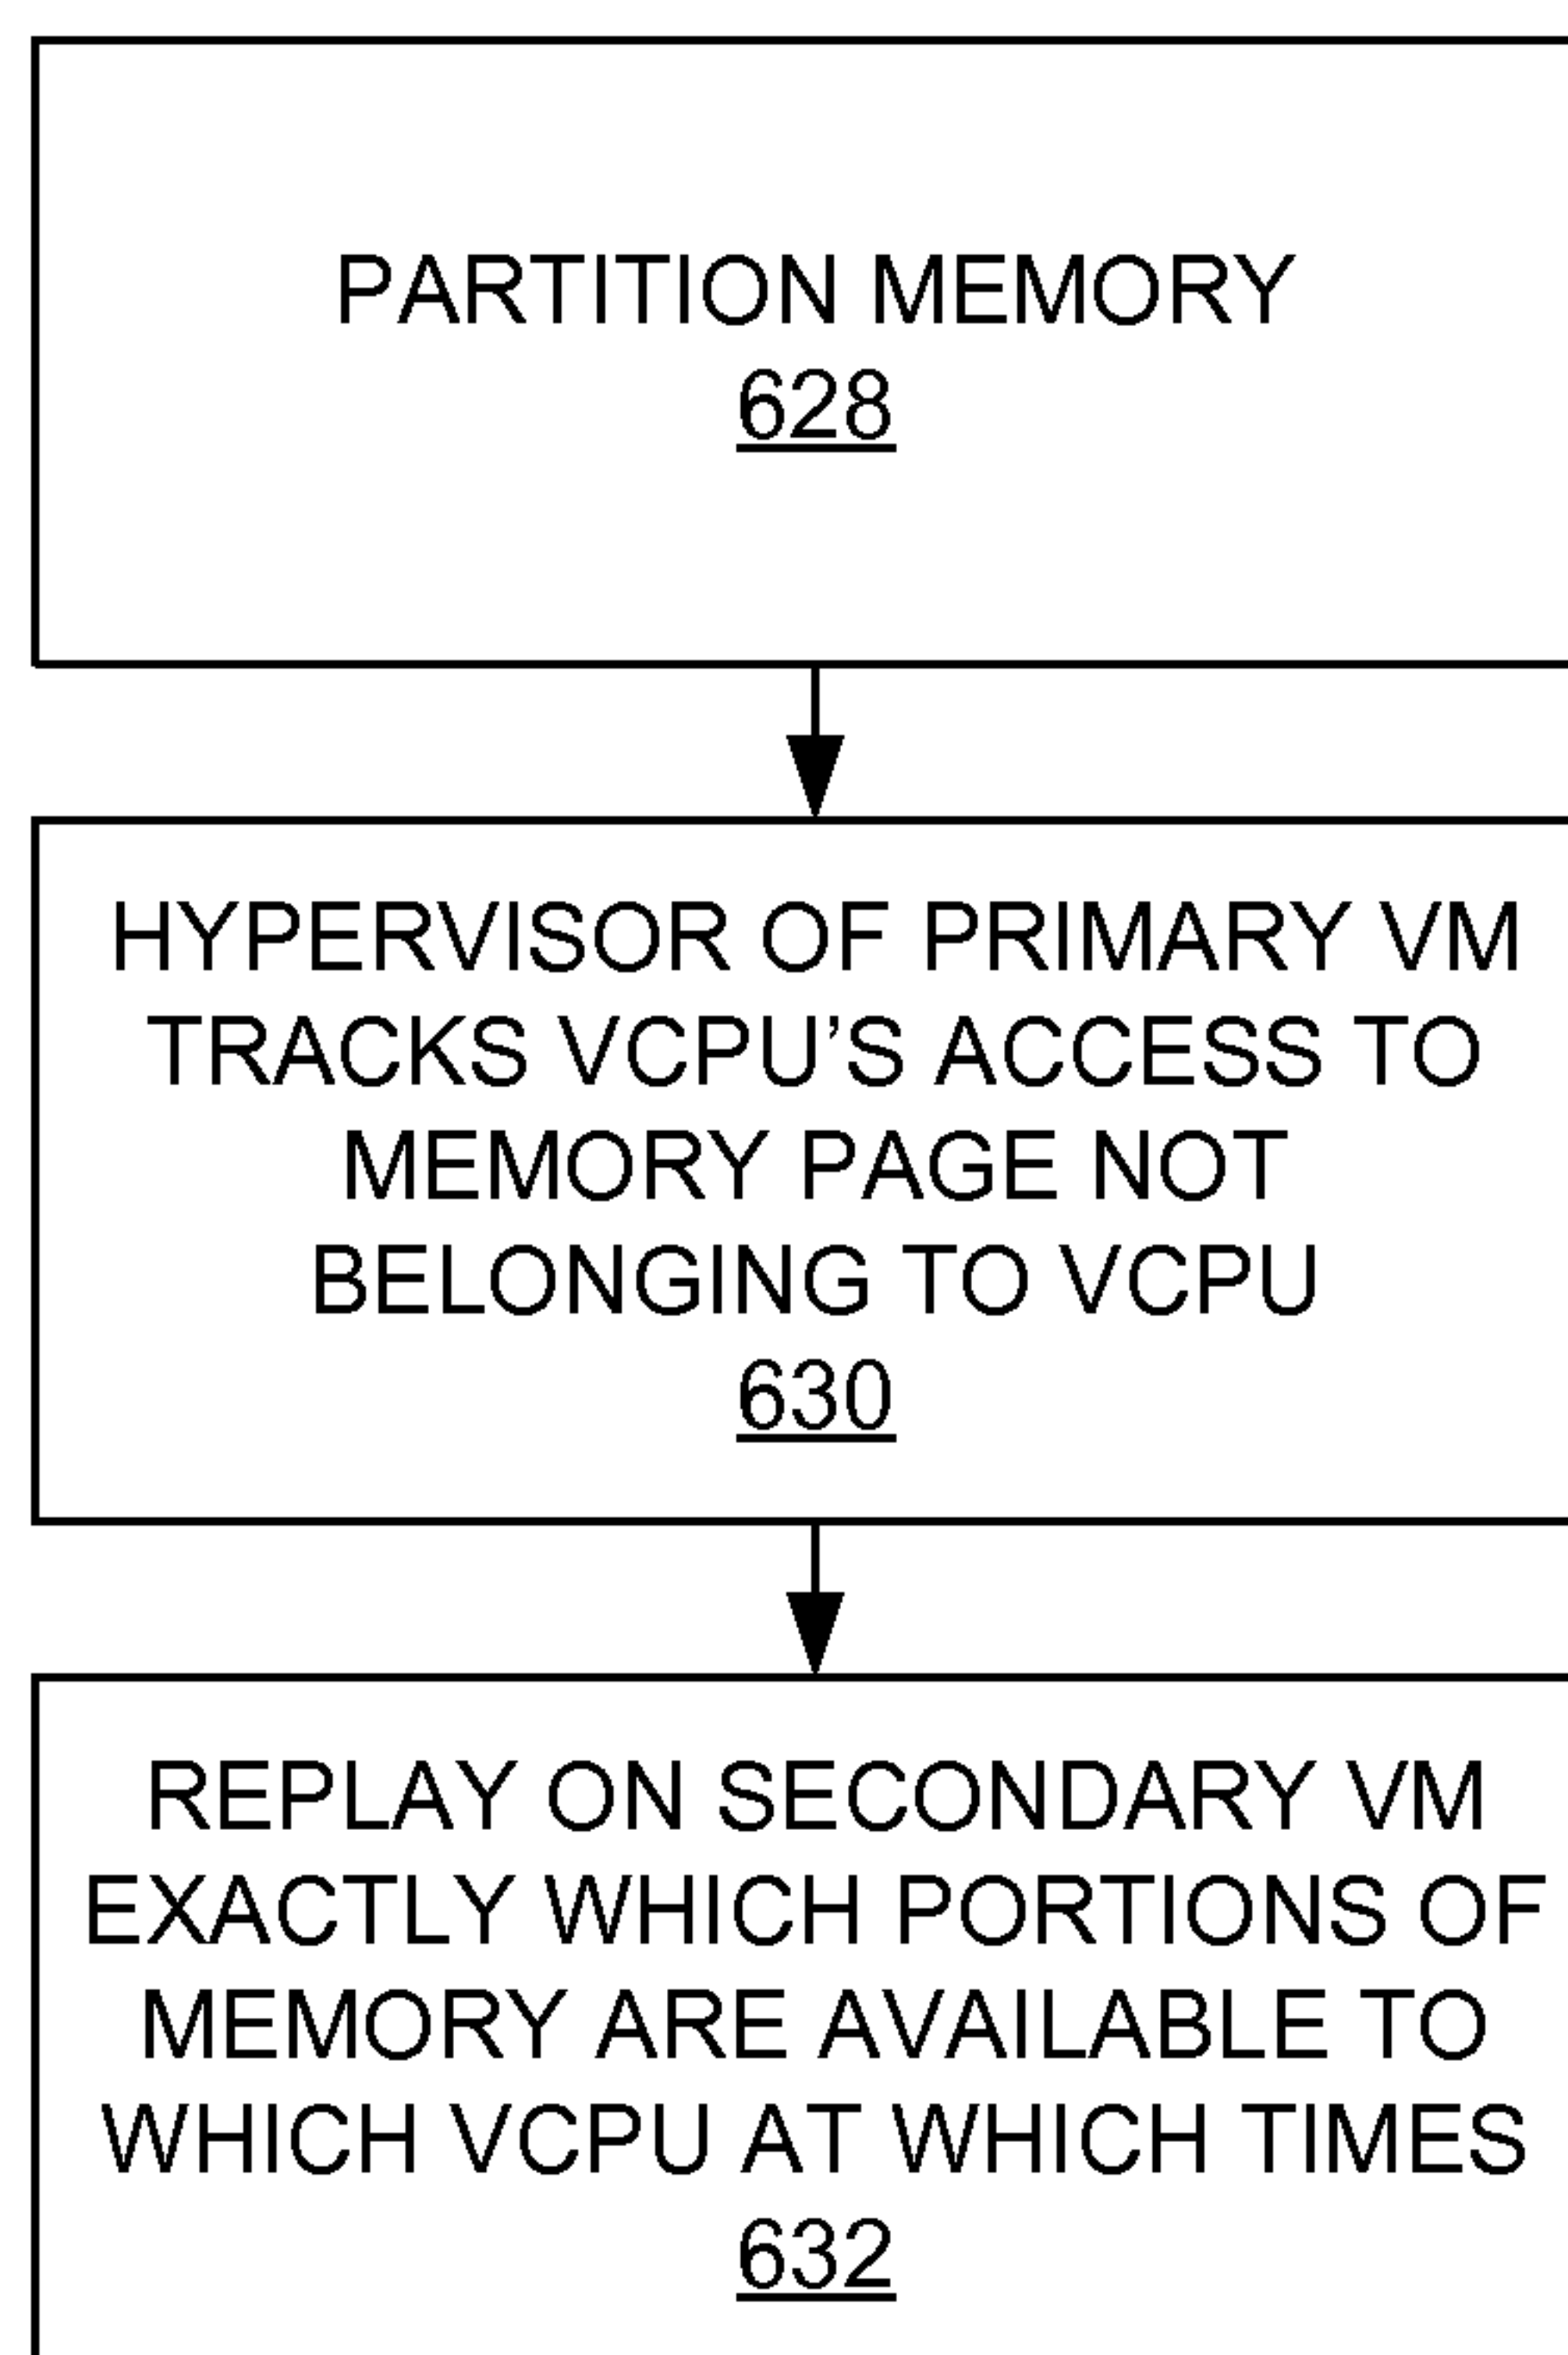 PARTITION MEMORY
628
HYPERVISOR OF PRIMARY VM
TRACKS VCPU'S ACCESS TO
MEMORY PAGE NOT
BELONGING TO VCPU
630
REPLAY ON SECONDARY VM
EXACTLY WHICH PORTIONS OF
MEMORY ARE AVAILABLE TO
WHICH VCPU AT WHICH TIMES
632